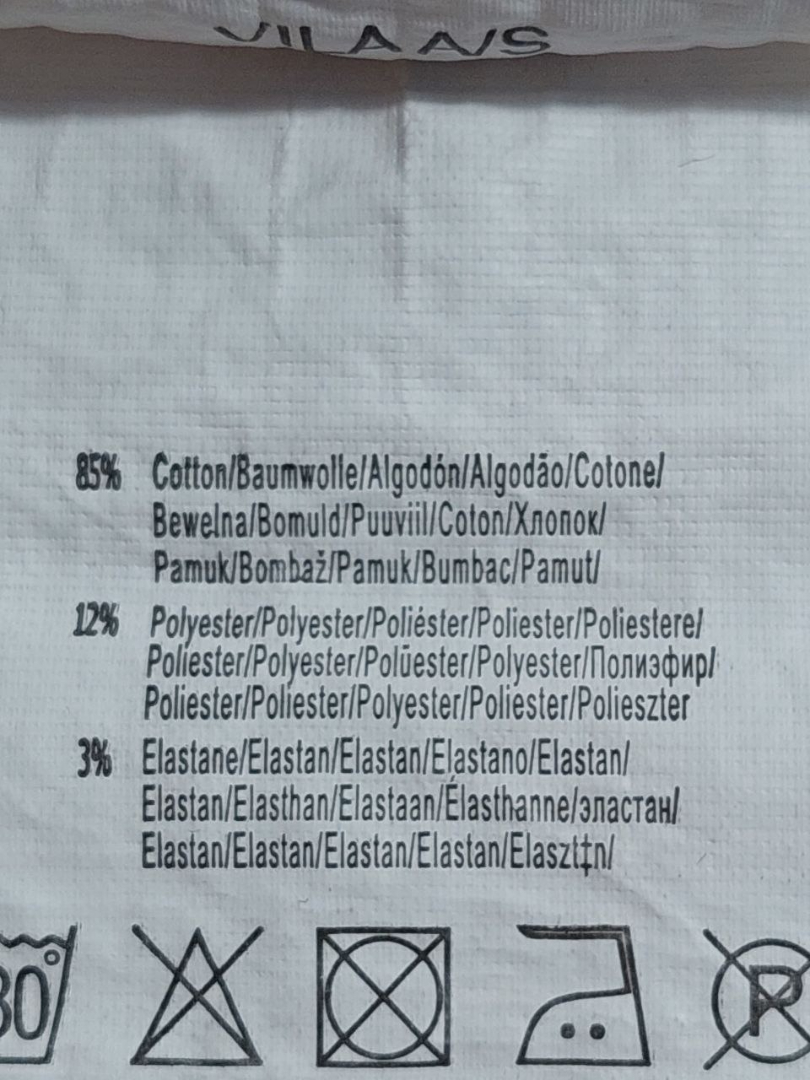 VILA A/S
85% Cotton/Baumwolle/Algodón/Algodão/Cotone/
Bewelna/Bomuld/Puuviil/Coton/Хлопок/
Pamuk/Bombaž/Pamuk/Bumbac/Pamut/
12% Polyester/Polyester/Poliéster/Poliester/Poliestere/
Poliester/Polyester/Polüester/Polyester/Полиэфир/
Poliester/Poliester/Polyester/Poliester/Polieszter
3% Elastane/Elastan/Elastan/Elastano/Elastan/
Elastan/Elasthan/Elastaan/Élasthanne/эластан/
Elastan/Elastan/Elastan/Elastan/Elaszt‡n/
30° P